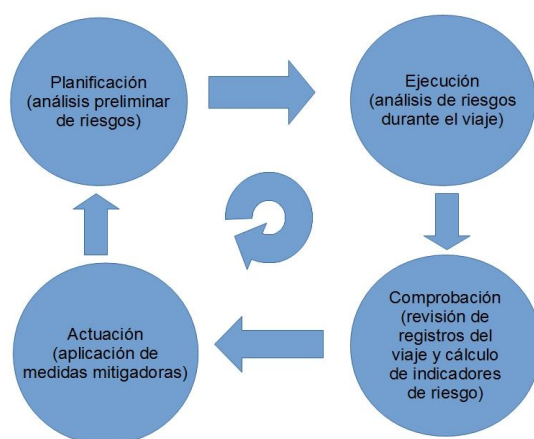 Planificación
(análisis preliminar
de riesgos)
Ejecución
(análisis de riesgos
durante el viaje)
Comprobación
(revisión de
registros del
viaje y cálculo
de indicadores
de riesgo)
Actuación
(aplicación de
medidas mitigadoras)